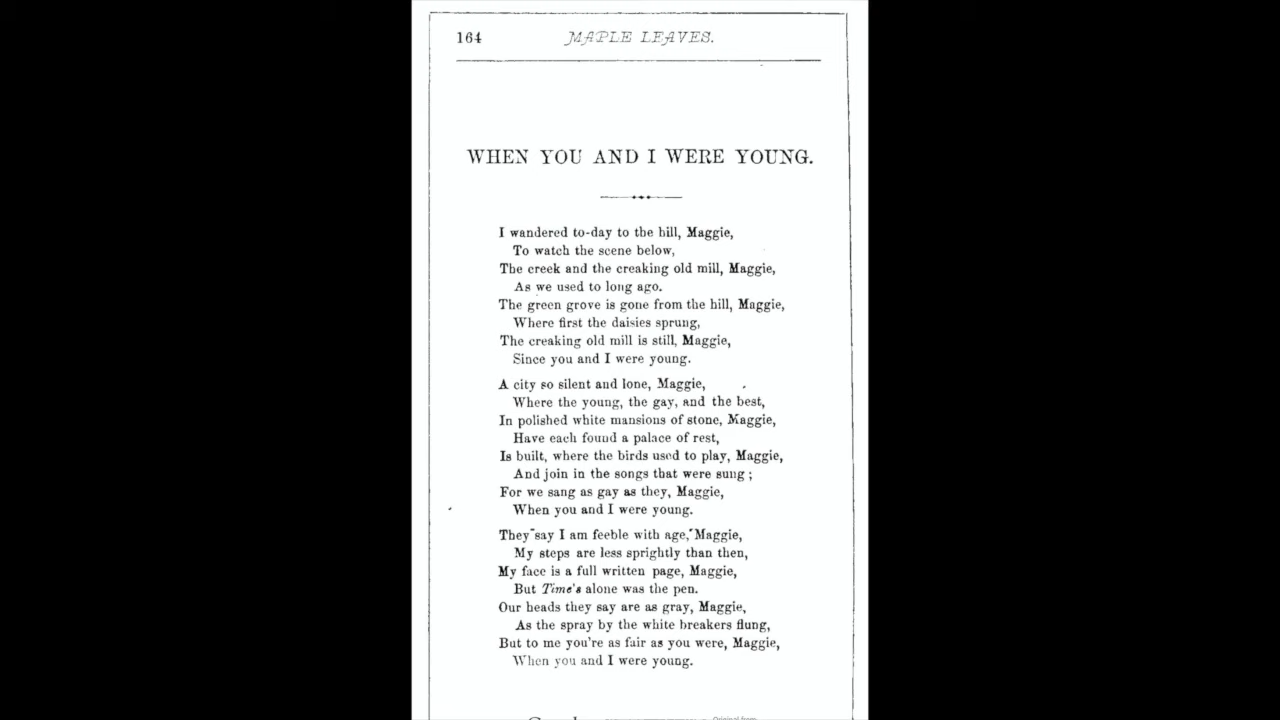 164 MAPLE LEAVES.
WHEN YOU AND I WERE YOUNG.
I wandered to-day to the hill, Maggie,
To watch the scene below,
The creek and the creaking old mill, Maggie,
As we used to long ago.
The green grove is gone from the hill, Maggie,
Where first the daisies sprung,
The creaking old mill is still, Maggie,
Since you and I were young.
A city so silent and lone, Maggie,
Where the young, the gay, and the best,
In polished white mansions of stone, Maggie,
Have each found a palace of rest,
Is built, where the birds used to play, Maggie,
And join in the songs that were sung ;
For we sang as gay as they, Maggie,
When you and I were young.
They say I am feeble with age, Maggie,
My steps are less sprightly than then,
My face is a full written page, Maggie,
But Time's alone was the pen.
Our heads they say are as gray, Maggie,
As the spray by the white breakers flung,
But to me you're as fair as you were, Maggie,
When you and I were young.